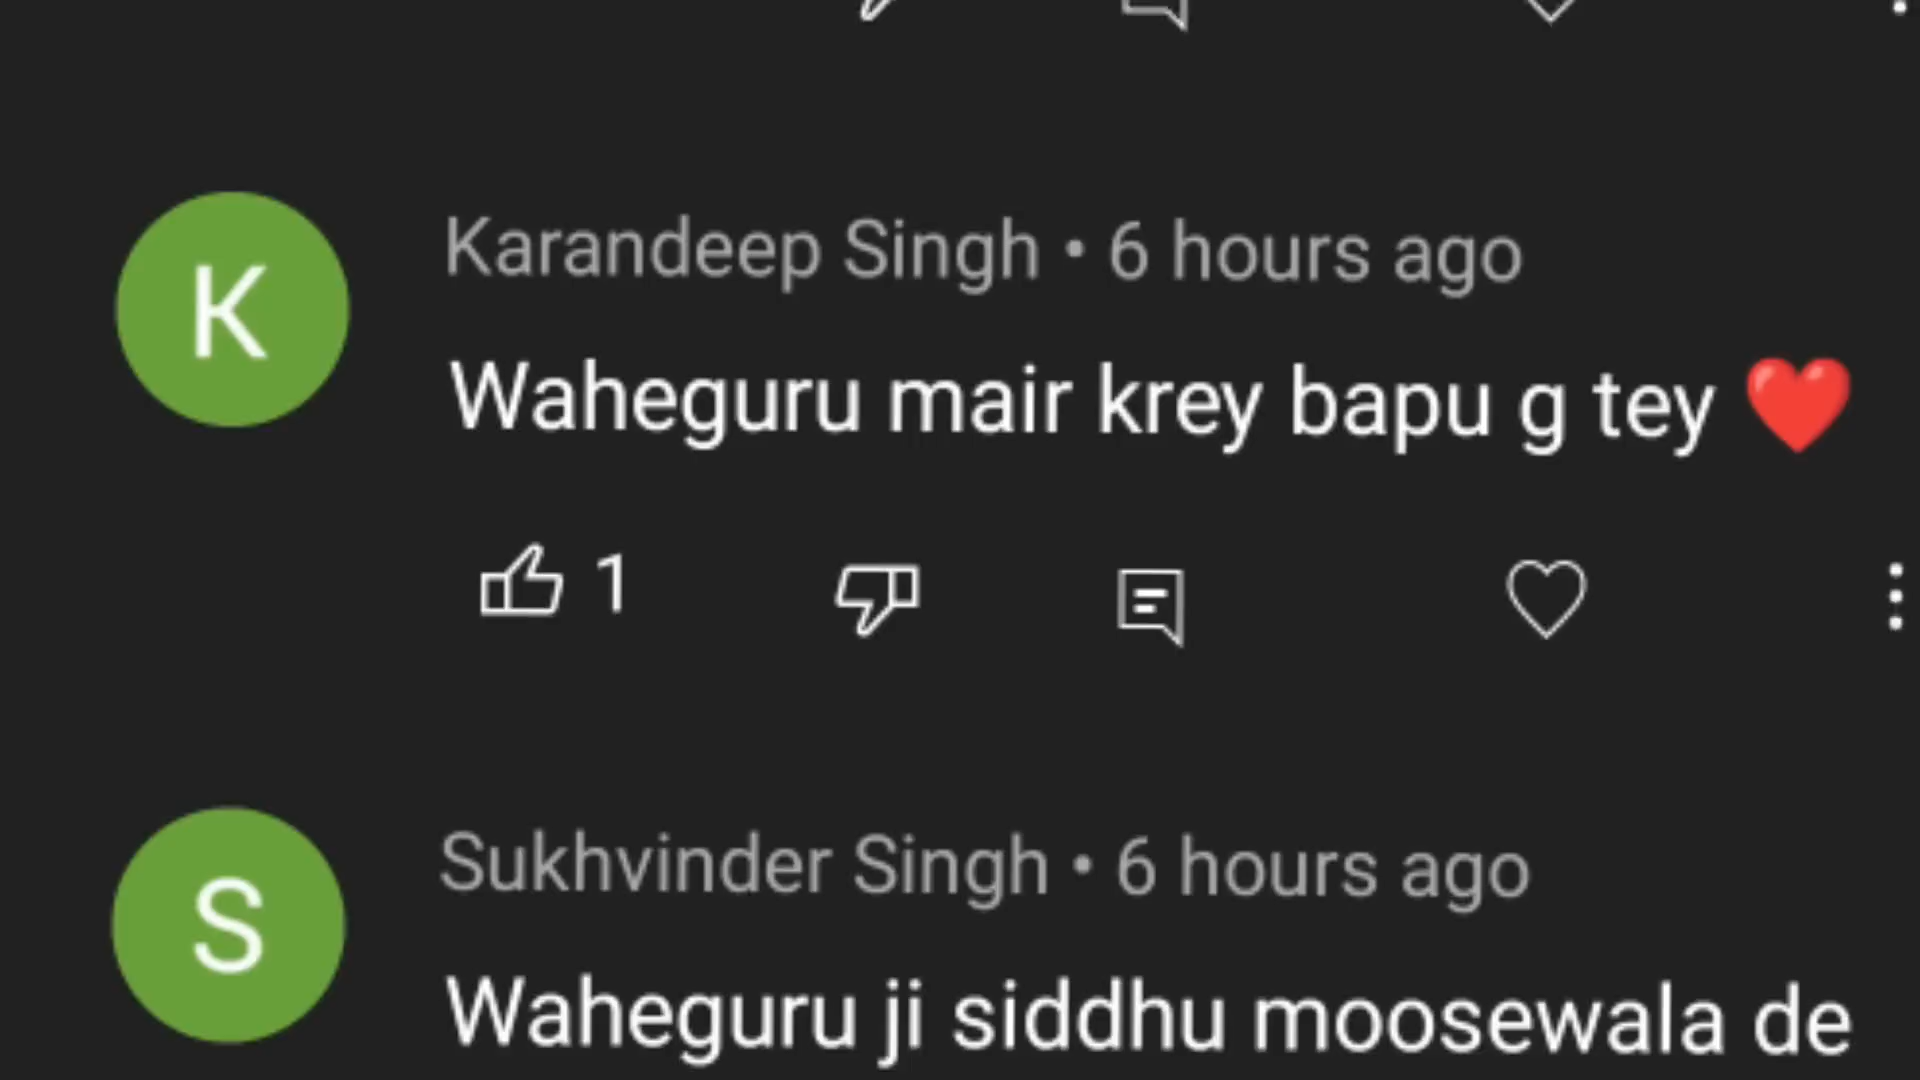 K
Karandeep Singh • 6 hours ago
Waheguru mair krey bapu g tey ❤️
1
S
Sukhvinder Singh • 6 hours ago
Waheguru ji siddhu moosewala de